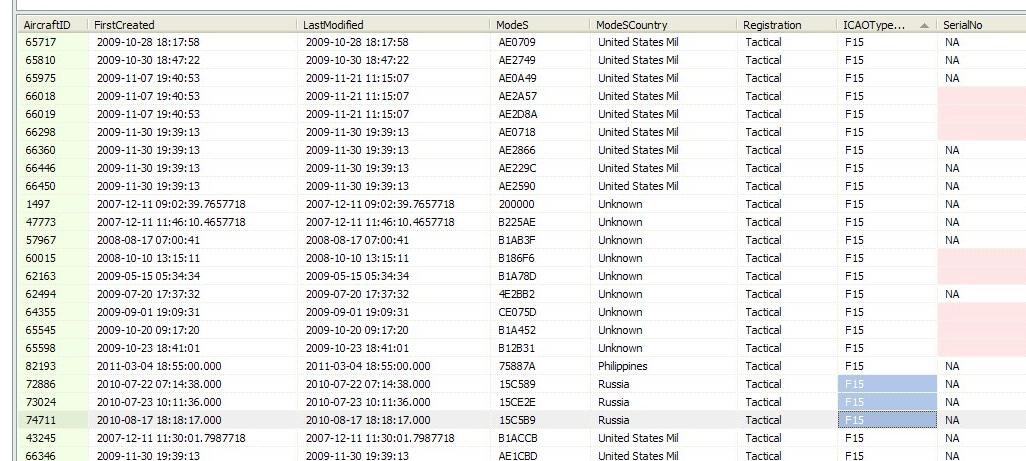 AircraftID FirstCreated LastModified ModeS ModeSCountry Registration ICAOType... SerialNo
65717 2009-10-28 18:17:58 2009-10-28 18:17:58 AE0709 United States Mil Tactical F15 NA
65810 2009-10-30 18:47:22 2009-10-30 18:47:22 AE2749 United States Mil Tactical F15 NA
65975 2009-11-07 19:40:53 2009-11-21 11:15:07 AE0A49 United States Mil Tactical F15 NA
66018 2009-11-07 19:40:53 2009-11-21 11:15:07 AE2A57 United States Mil Tactical F15
66019 2009-11-07 19:40:53 2009-11-21 11:15:07 AE2D8A United States Mil Tactical F15
66298 2009-11-30 19:39:13 2009-11-30 19:39:13 AE0718 United States Mil Tactical F15
66360 2009-11-30 19:39:13 2009-11-30 19:39:13 AE2866 United States Mil Tactical F15 NA
66446 2009-11-30 19:39:13 2009-11-30 19:39:13 AE229C United States Mil Tactical F15 NA
66450 2009-11-30 19:39:13 2009-11-30 19:39:13 AE2590 United States Mil Tactical F15 NA
1497 2007-12-11 09:02:39.7657718 2007-12-11 09:02:39.7657718 200000 Unknown Tactical F15 NA
47773 2007-12-11 11:46:10.4657718 2007-12-11 11:46:10.4657718 B225AE Unknown Tactical F15 NA
57967 2008-08-17 07:00:41 2008-08-17 07:00:41 B1AB3F Unknown Tactical F15 NA
60015 2008-10-10 13:15:11 2008-10-10 13:15:11 B186F6 Unknown Tactical F15
62163 2009-05-15 05:34:34 2009-05-15 05:34:34 B1A78D Unknown Tactical F15
62494 2009-07-20 17:37:32 2009-07-20 17:37:32 4E2BB2 Unknown Tactical F15 NA
64355 2009-09-01 19:09:31 2009-09-01 19:09:31 CE075D Unknown Tactical F15
65545 2009-10-20 09:17:20 2009-10-20 09:17:20 B1A452 Unknown Tactical F15
65598 2009-10-23 18:41:01 2009-10-23 18:41:01 B12B31 Unknown Tactical F15
82193 2011-03-04 18:55:00.000 2011-03-04 18:55:00.000 75887A Philippines Tactical F15 NA
72886 2010-07-22 07:14:38.000 2010-07-22 07:14:38.000 15C589 Russia Tactical F15 NA
73024 2010-07-23 10:11:36.000 2010-07-23 10:11:36.000 15CE2E Russia Tactical F15 NA
74711 2010-08-17 18:18:17.000 2010-08-17 18:18:17.000 15C5B9 Russia Tactical F15 NA
43245 2007-12-11 11:30:01.7987718 2007-12-11 11:30:01.7987718 B1ACCB United States Mil Tactical F15 NA
66346 2009-11-30 19:39:13 2009-11-30 19:39:13 AE1CBD United States Mil Tactical F15 NA